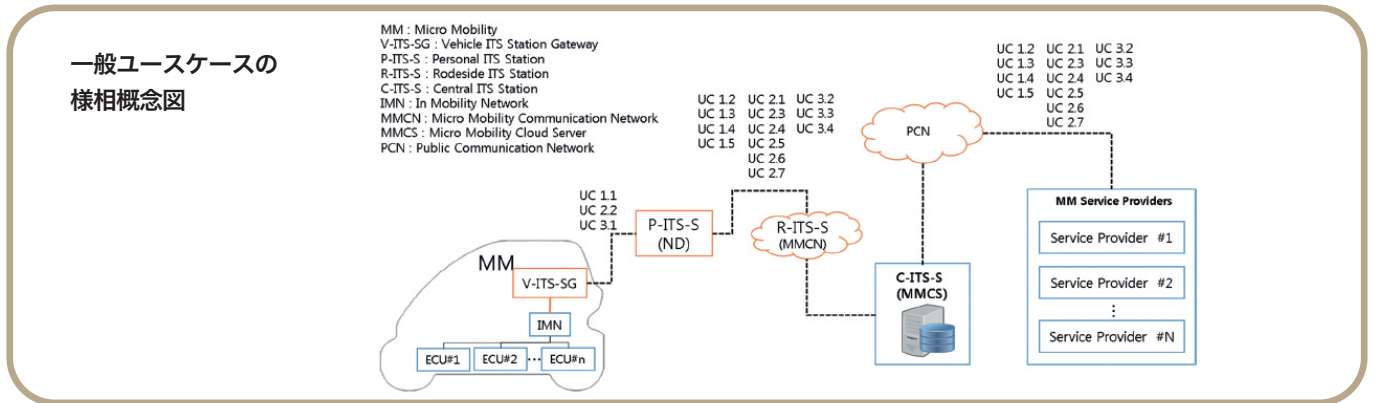 一般ユースケースの
様相概念図
MM : Micro Mobility
V-ITS-SG : Vehicle ITS Station Gateway
P-ITS-S : Personal ITS Station
R-ITS-S : Rodeside ITS Station
C-ITS-S : Central ITS Station
IMN : In Mobility Network
MMCN : Micro Mobility Communication Network
MMCS : Micro Mobility Cloud Server
PCN : Public Communication Network
UC 1.1
UC 2.2
UC 3.1
MM
V-ITS-SG
IMN
ECU#1 ECU#2 ··· ECU#n
P-ITS-S
(ND)
UC 1.2 UC 2.1 UC 3.2
UC 1.3 UC 2.3 UC 3.3
UC 1.4 UC 2.4 UC 3.4
UC 1.5 UC 2.5
UC 2.6
UC 2.7
R-ITS-S
(MMCN)
PCN
C-ITS-S
(MMCS)
UC 1.2 UC 2.1 UC 3.2
UC 1.3 UC 2.3 UC 3.3
UC 1.4 UC 2.4 UC 3.4
UC 1.5 UC 2.5
UC 2.6
UC 2.7
MM Service Providers
Service Provider #1
Service Provider #2
⋮
Service Provider #N